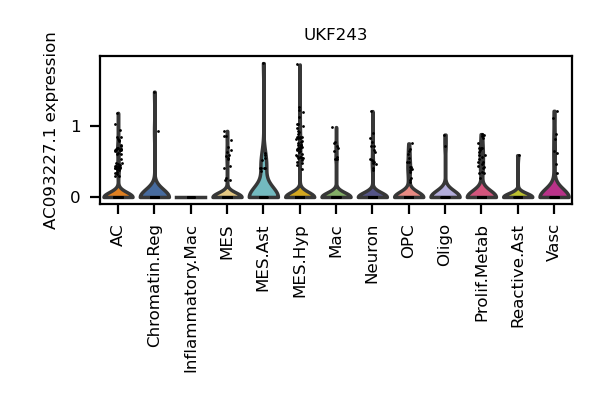 UKF243
AC093227.1 expression
1
0
AC
Chromatin.Reg
Inflammatory.Mac
MES
MES.Ast
MES.Hyp
Mac
Neuron
OPC
Oligo
Prolif.Metab
Reactive.Ast
Vasc